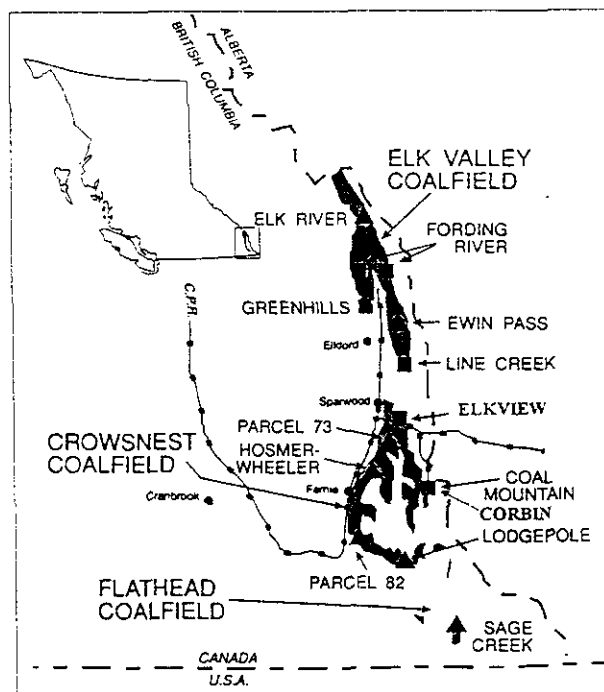 ALBERTA
BRITISH COLUMBIA
ELK VALLEY
COALFIELD
ELK RIVER
FORDING
RIVER
C.P.R.
GREENHILLS
EWIN PASS
Elkford
LINE CREEK
Sparwood
ELKVIEW
PARCEL 73
HOSMER-
WHEELER
CROWSNEST
COALFIELD
COAL
MOUNTAIN
CORBIN
Fernie
Cranbrook
LODGEPOLE
PARCEL 82
FLATHEAD
COALFIELD
SAGE
CREEK
CANADA
U.S.A.